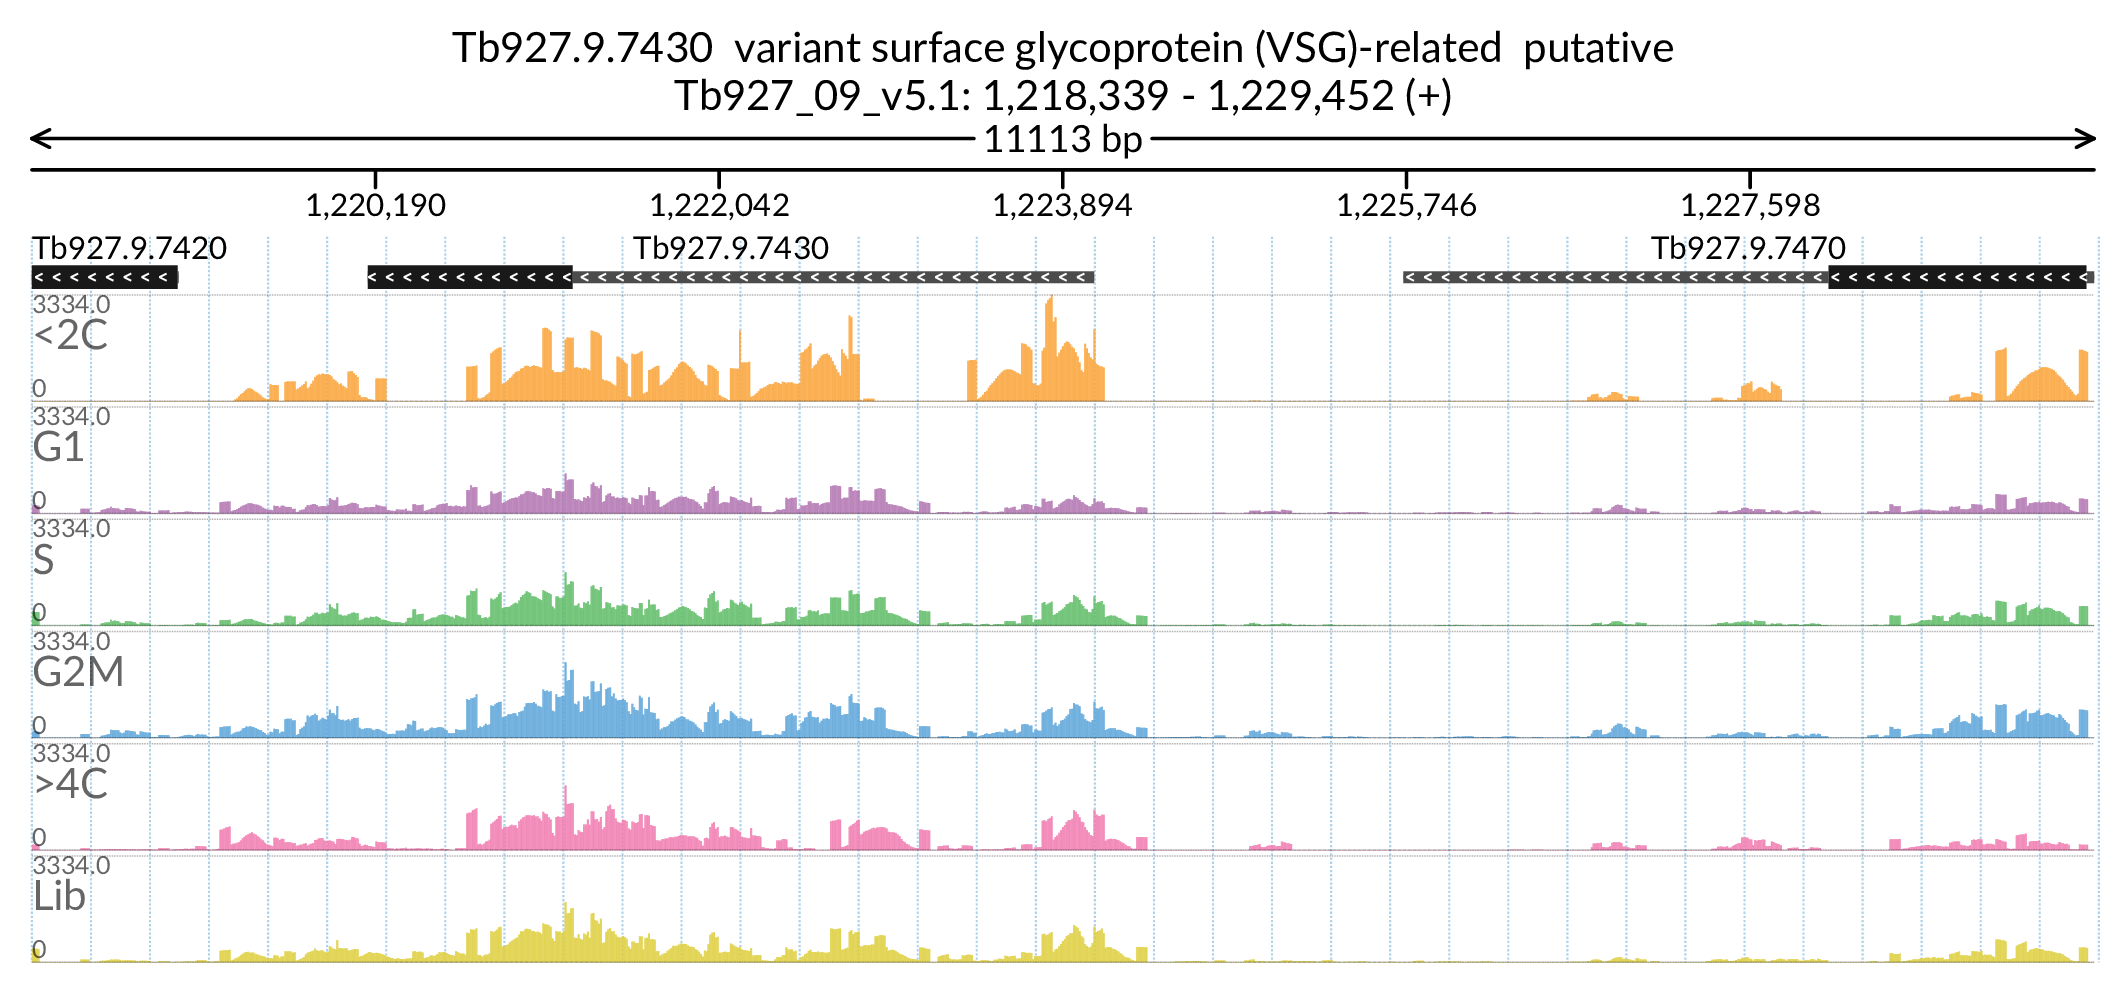 Tb927.9.7430  variant surface glycoprotein (VSG)-related  putative
Tb927_09_v5.1: 1,218,339 - 1,229,452 (+)
11113 bp
1,220,190 1,222,042 1,223,894 1,225,746 1,227,598
Tb927.9.7420 Tb927.9.7430 Tb927.9.7470
3334.0
<2C
0
3334.0
G1
0
3334.0
S
0
3334.0
G2M
0
3334.0
>4C
0
3334.0
Lib
0